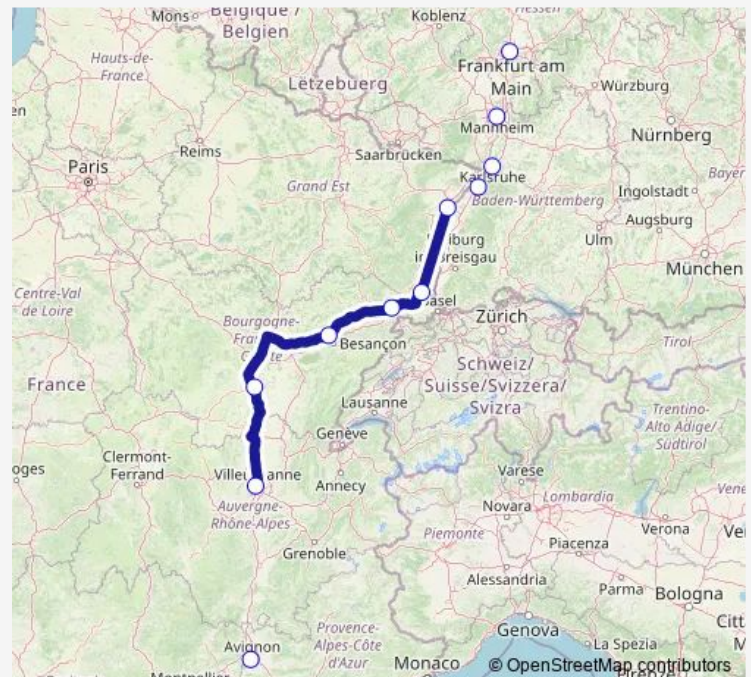 Mons
Belgique /
Belgien
Koblenz
Hessen
Hauts-de-
France
Lëtzebuerg
Frankfurt am
Main
Würzburg
Mannheim
Nürnberg
Reims
Saarbrücken
Paris
Grand Est
Karlsruhe
Baden-Württemberg
Ingolstadt
Ulm
Augsburg
München
Centre-Val
de Loire
Bourgogne-
Besançon
Zürich
Tirol
France
Schweiz/
Suisse/Svizzera/
Svizra
Lausanne
Genève
Trentino-
Alto Adige/
Südtirol
Clermont-
Ferrand
Annecy
Auvergne-
Rhône-Alpes
Varese
Lombardia
Novara
Verona
Grenoble
Piemonte
Piacenza
Alessandria
Parma
Bologna
Genova
Provence-
Alpes-Côte
d'Azur
Avignon
La Spezia
Monaco
© OpenStreetMap contributors